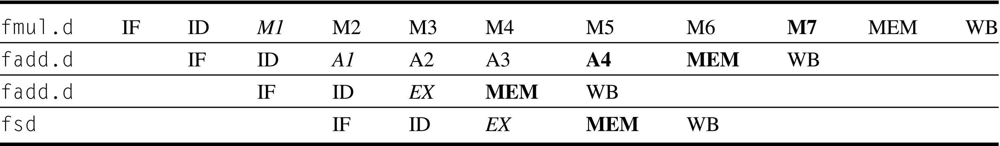 fmul.d IF ID M1 M2 M3 M4 M5 M6 M7 MEM WB
fadd.d IF ID A1 A2 A3 A4 MEM WB
fadd.d IF ID EX MEM WB
fsd IF ID EX MEM WB